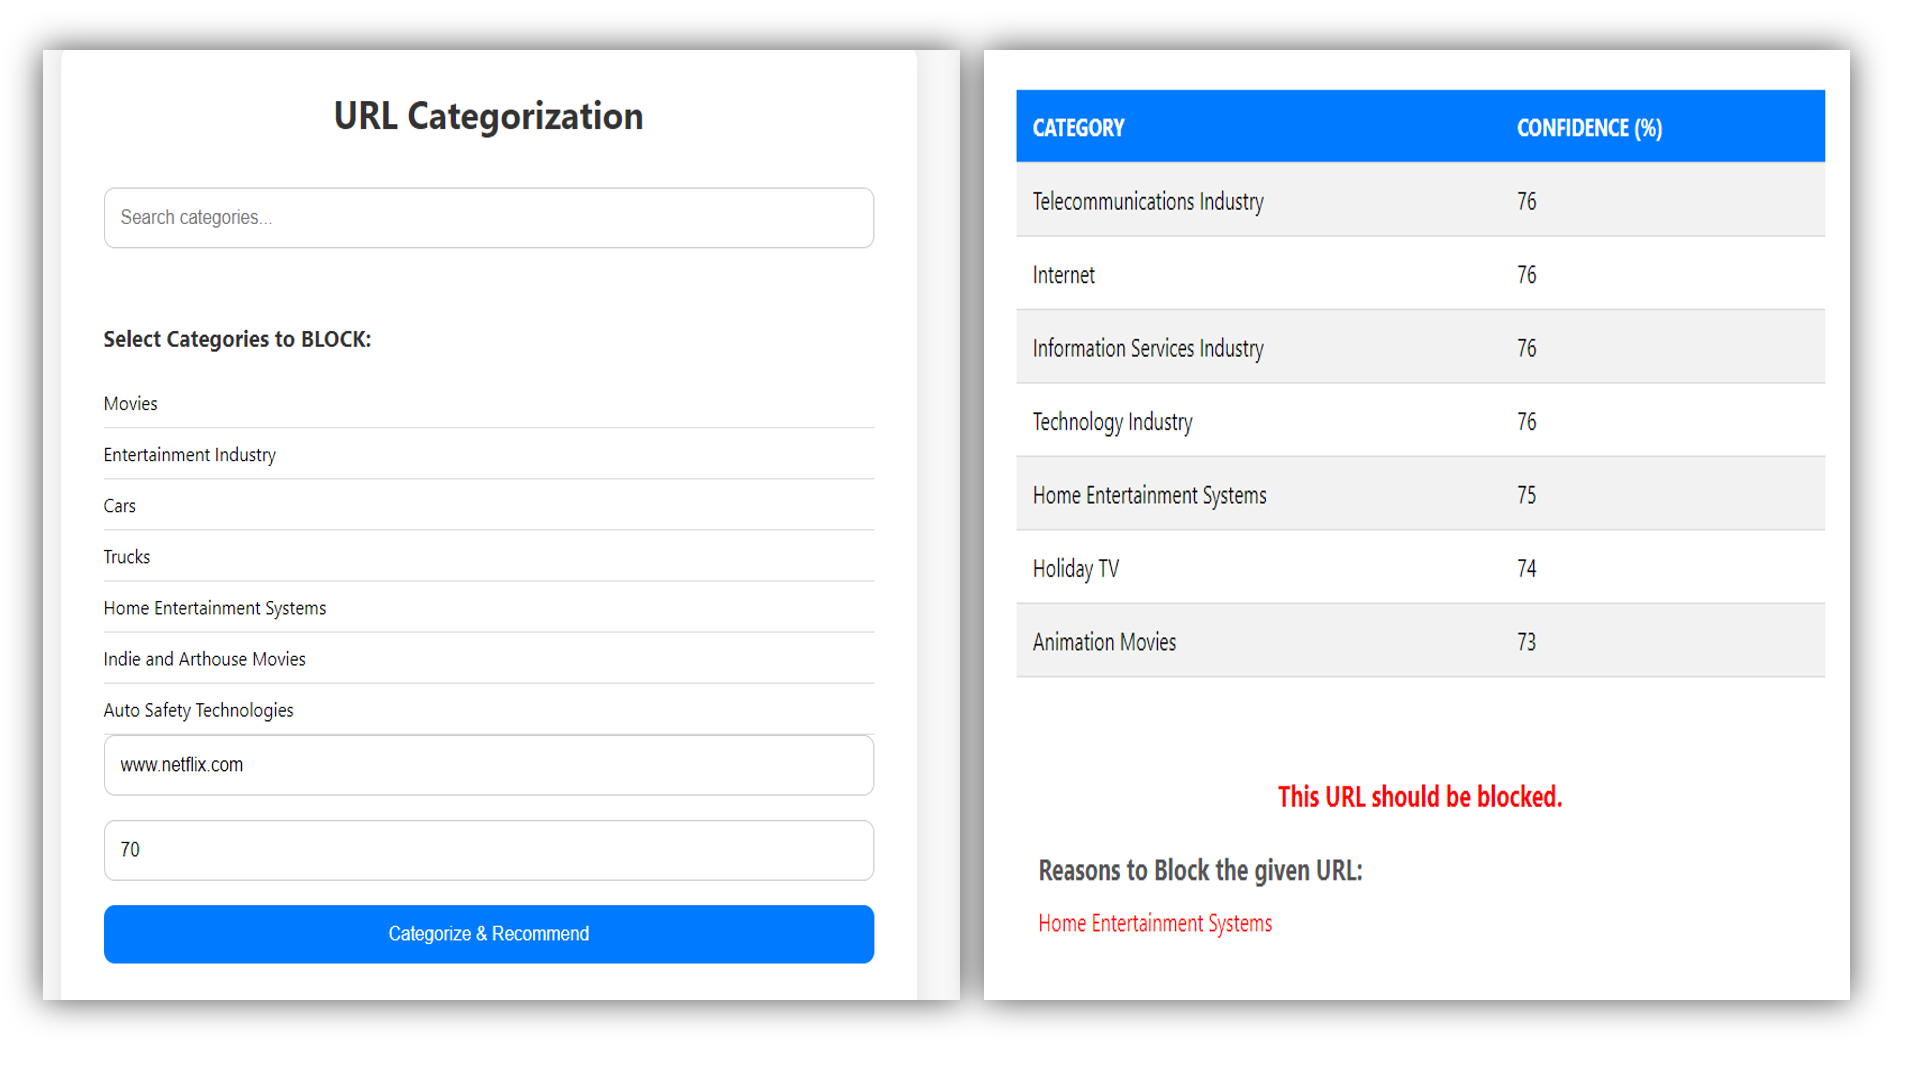 URL Categorization
Search categories...
Select Categories to BLOCK:
Movies
Entertainment Industry
Cars
Trucks
Home Entertainment Systems
Indie and Arthouse Movies
Auto Safety Technologies
www.netflix.com
70
Categorize & Recommend
CATEGORY CONFIDENCE (%)
Telecommunications Industry 76
Internet 76
Information Services Industry 76
Technology Industry 76
Home Entertainment Systems 75
Holiday TV 74
Animation Movies 73
This URL should be blocked.
Reasons to Block the given URL:
Home Entertainment Systems